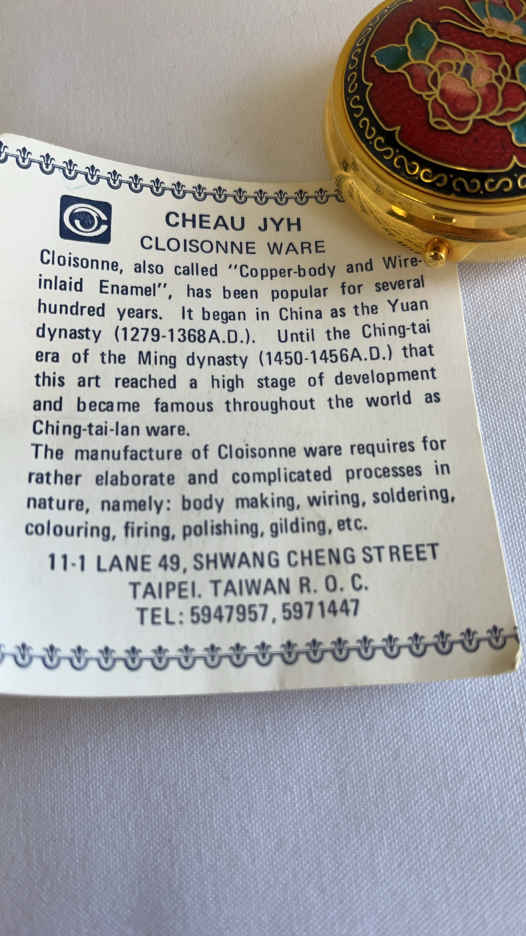 CHEAU JYH
CLOISONNE WARE
Cloisonne, also called "Copper-body and Wire-
inlaid Enamel", has been popular for several
hundred years. It began in China as the Yuan
dynasty (1279-1368A.D.). Until the Ching-tai
era of the Ming dynasty (1450-1456A.D.) that
this art reached a high stage of development
and became famous throughout the world as
Ching-tai-lan ware.
The manufacture of Cloisonne ware requires for
rather elaborate and complicated processes in
nature, namely: body making, wiring, soldering,
colouring, firing, polishing, gilding, etc.
11-1 LANE 49, SHWANG CHENG STREET
TAIPEI. TAIWAN R. O. C.
TEL: 5947957, 5971447